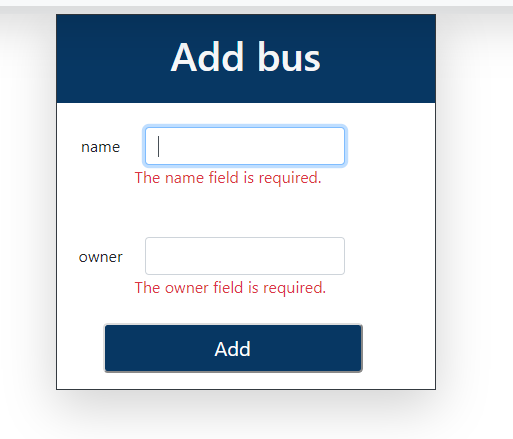 Add bus
name
The name field is required.
owner
The owner field is required.
Add